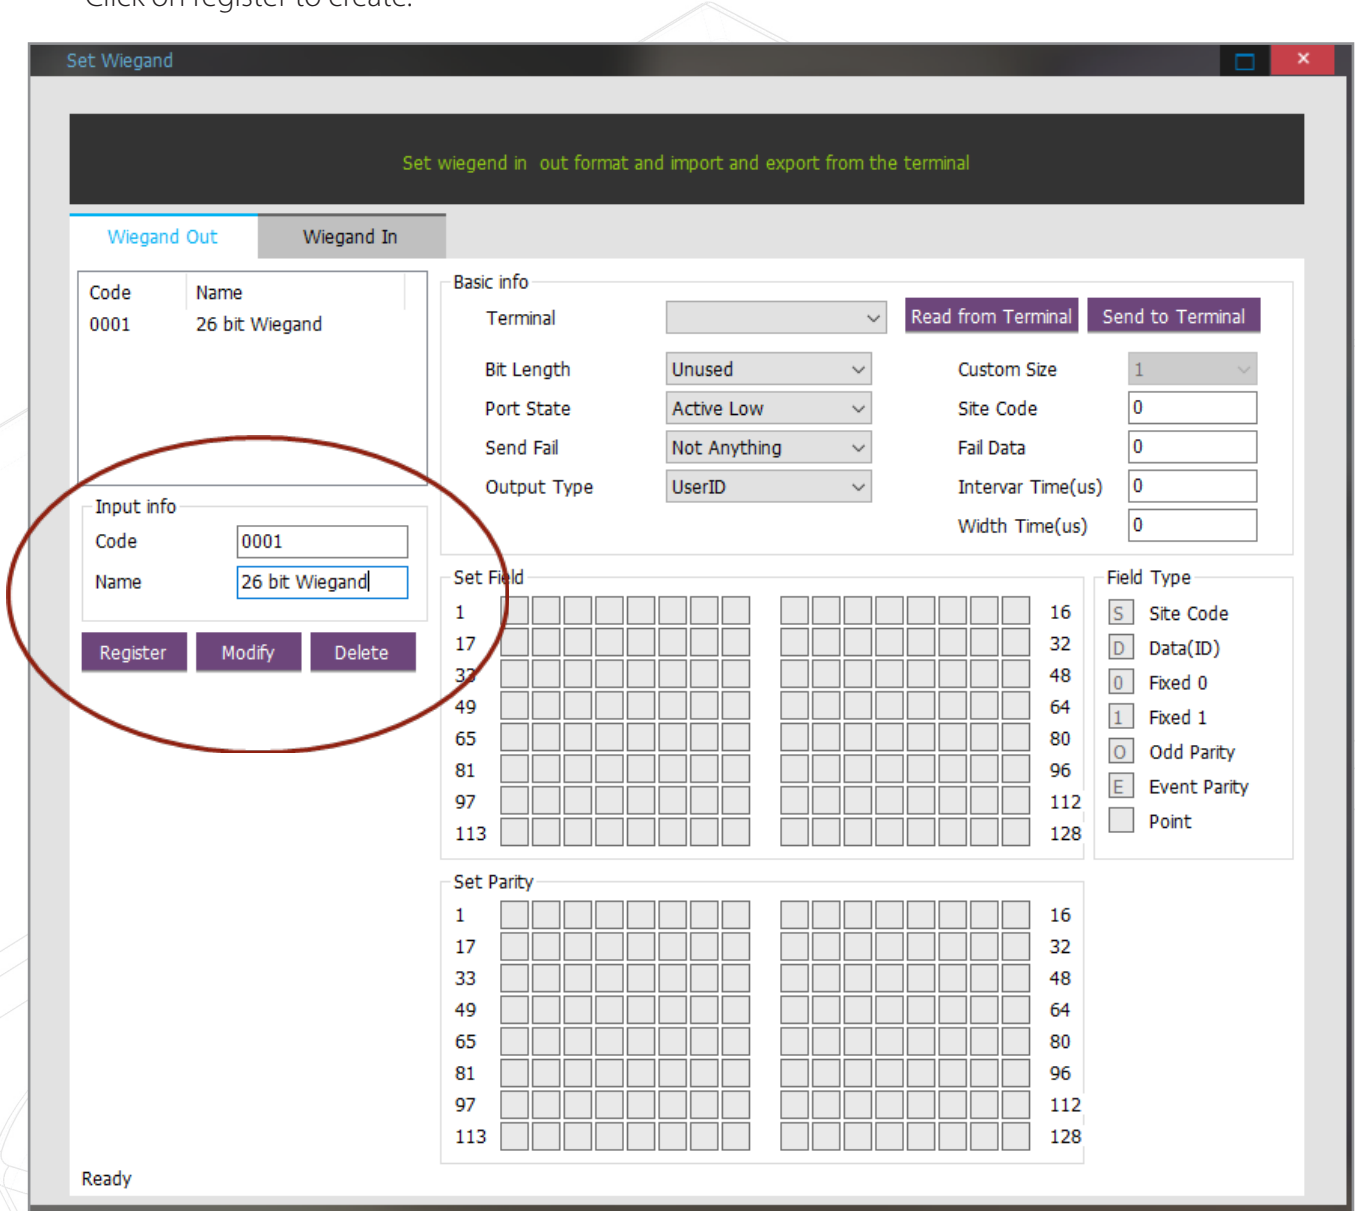 Click on register to create.
Set Wiegand
Set wiegend in out format and import and export from the terminal
Wiegand Out Wiegand In
Code Name
0001 26 bit Wiegand
Input info
Code 0001
Name 26 bit Wiegand
Register Modify Delete
Basic info
Terminal Read from Terminal Send to Terminal
Bit Length Unused Custom Size 1
Port State Active Low Site Code 0
Send Fail Not Anything Fail Data 0
Output Type UserID Intervar Time(us) 0
Width Time(us) 0
Set Field
1 16
17 32
33 48
49 64
65 80
81 96
97 112
113 128
Field Type
S Site Code
D Data(ID)
0 Fixed 0
1 Fixed 1
O Odd Parity
E Event Parity
Point
Set Parity
1 16
17 32
33 48
49 64
65 80
81 96
97 112
113 128
Ready